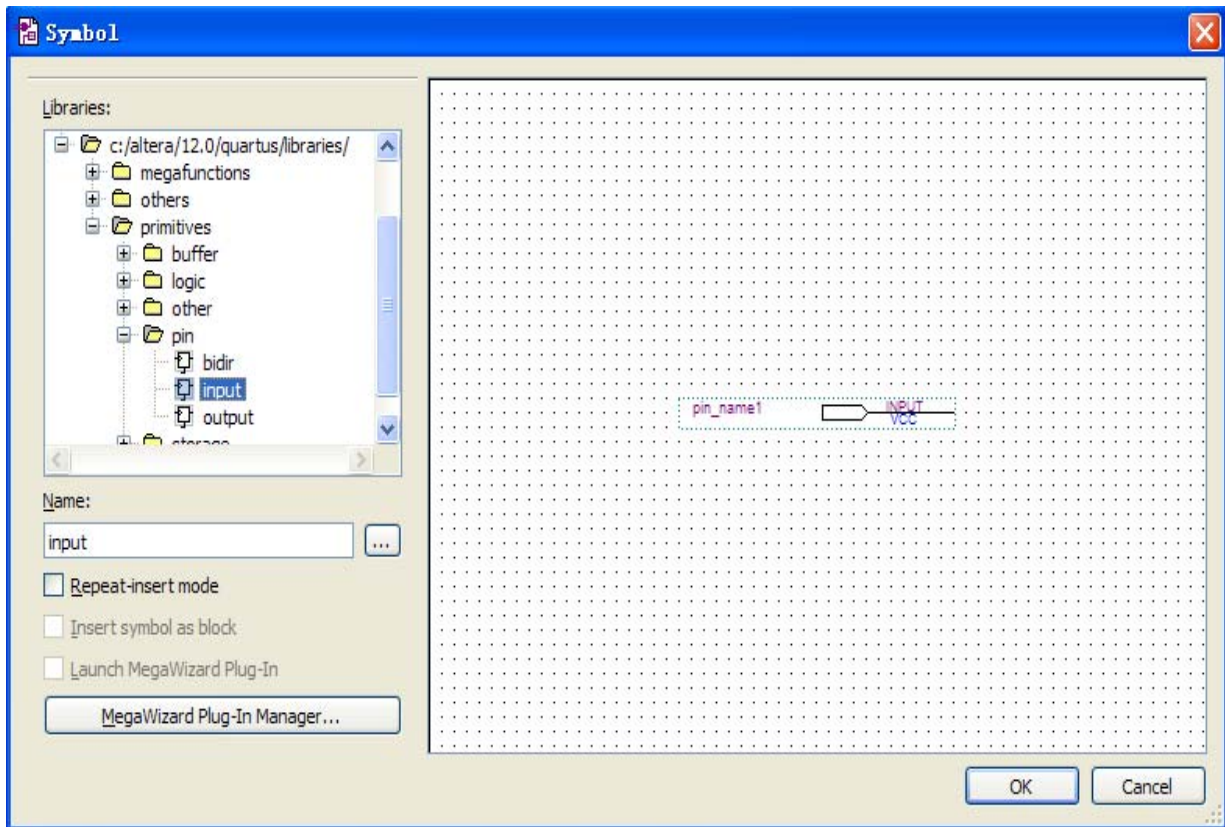 Symbol
Libraries:
c:/altera/12.0/quartus/libraries/
megafunctions
others
primitives
buffer
logic
other
pin
bidir
input
output
storage
Name:
input
...
Repeat-insert mode
Insert symbol as block
Launch MegaWizard Plug-In
MegaWizard Plug-In Manager...
pin_name1
INPUT
VCC
OK
Cancel